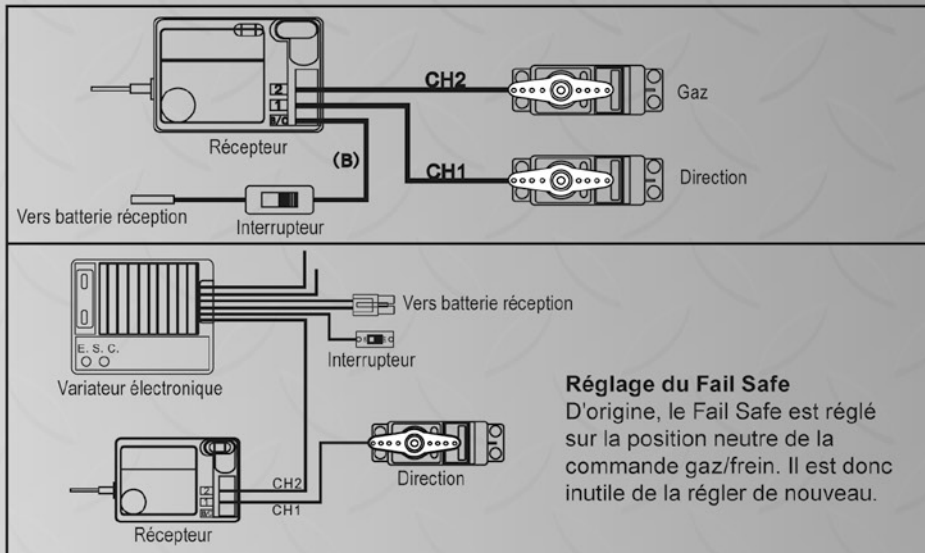 2
1
B/C
Récepteur
CH2
Gaz
(B)
CH1
Direction
Vers batterie réception
Interrupteur
E. S. C.
Variateur électronique
Vers batterie réception
Interrupteur
Réglage du Fail Safe
D'origine, le Fail Safe est réglé
sur la position neutre de la
commande gaz/frein. Il est donc
inutile de la régler de nouveau.
Direction
2
1
B/C
CH2
CH1
Récepteur